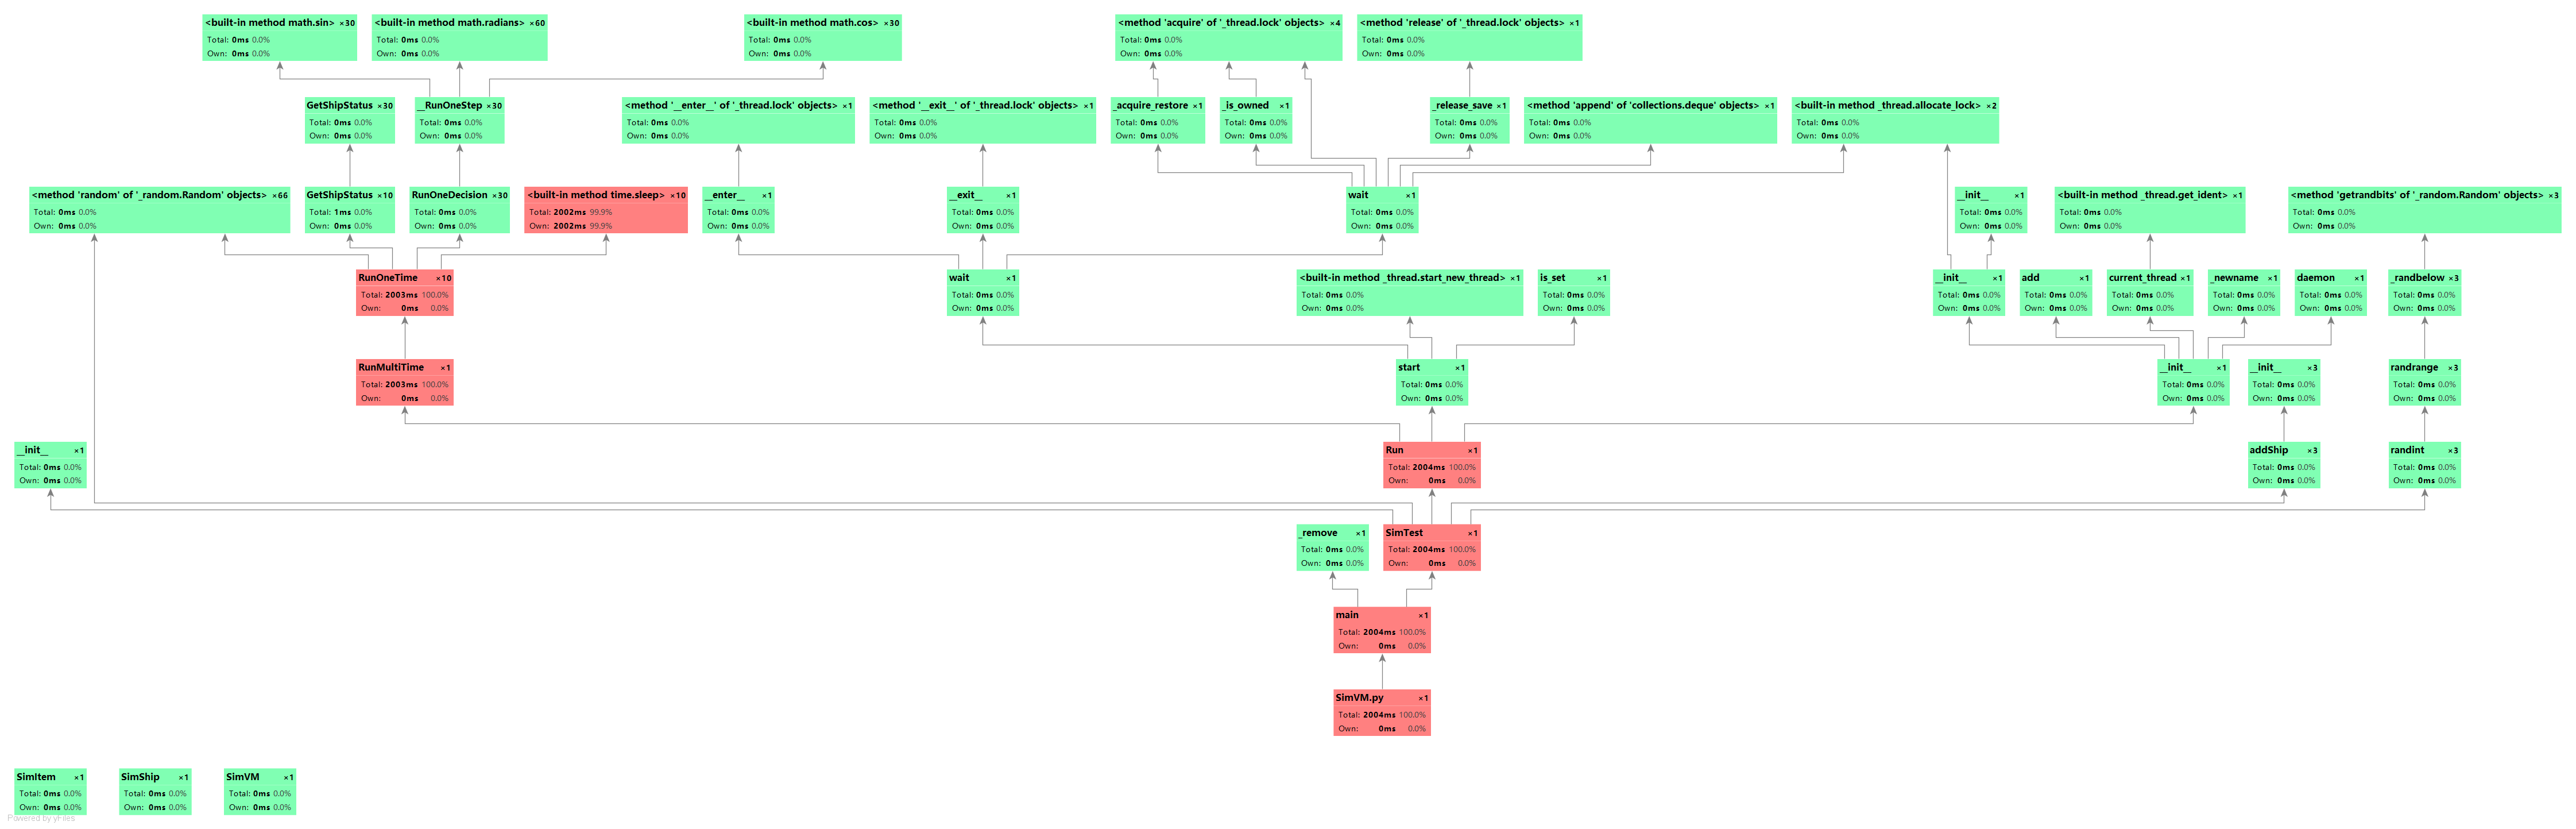 <built-in method math.sin> ×30
Total: 0ms 0.0%
Own: 0ms 0.0%
<built-in method math.radians> ×60
Total: 0ms 0.0%
Own: 0ms 0.0%
<built-in method math.cos> ×30
Total: 0ms 0.0%
Own: 0ms 0.0%
<method 'acquire' of '_thread.lock' objects> ×4
Total: 0ms 0.0%
Own: 0ms 0.0%
<method 'release' of '_thread.lock' objects> ×1
Total: 0ms 0.0%
Own: 0ms 0.0%
GetShipStatus ×30
Total: 0ms 0.0%
Own: 0ms 0.0%
__RunOneStep ×30
Total: 0ms 0.0%
Own: 0ms 0.0%
<method '__enter__' of '_thread.lock' objects> ×1
Total: 0ms 0.0%
Own: 0ms 0.0%
<method '__exit__' of '_thread.lock' objects> ×1
Total: 0ms 0.0%
Own: 0ms 0.0%
_acquire_restore ×1
Total: 0ms 0.0%
Own: 0ms 0.0%
_is_owned ×1
Total: 0ms 0.0%
Own: 0ms 0.0%
_release_save ×1
Total: 0ms 0.0%
Own: 0ms 0.0%
<method 'append' of 'collections.deque' objects> ×1
Total: 0ms 0.0%
Own: 0ms 0.0%
<built-in method _thread.allocate_lock> ×2
Total: 0ms 0.0%
Own: 0ms 0.0%
<method 'random' of '_random.Random' objects> ×66
Total: 0ms 0.0%
Own: 0ms 0.0%
GetShipStatus ×10
Total: 1ms 0.0%
Own: 0ms 0.0%
RunOneDecision ×30
Total: 0ms 0.0%
Own: 0ms 0.0%
<built-in method time.sleep> ×10
Total: 2002ms 99.9%
Own: 2002ms 99.9%
__enter__ ×1
Total: 0ms 0.0%
Own: 0ms 0.0%
__exit__ ×1
Total: 0ms 0.0%
Own: 0ms 0.0%
wait ×1
Total: 0ms 0.0%
Own: 0ms 0.0%
__init__ ×1
Total: 0ms 0.0%
Own: 0ms 0.0%
<built-in method _thread.get_ident> ×1
Total: 0ms 0.0%
Own: 0ms 0.0%
<method 'getrandbits' of '_random.Random' objects> ×3
Total: 0ms 0.0%
Own: 0ms 0.0%
RunOneTime ×10
Total: 2003ms 100.0%
Own: 0ms 0.0%
wait ×1
Total: 0ms 0.0%
Own: 0ms 0.0%
<built-in method _thread.start_new_thread> ×1
Total: 0ms 0.0%
Own: 0ms 0.0%
is_set ×1
Total: 0ms 0.0%
Own: 0ms 0.0%
__init__ ×1
Total: 0ms 0.0%
Own: 0ms 0.0%
add ×1
Total: 0ms 0.0%
Own: 0ms 0.0%
current_thread ×1
Total: 0ms 0.0%
Own: 0ms 0.0%
_newname ×1
Total: 0ms 0.0%
Own: 0ms 0.0%
daemon ×1
Total: 0ms 0.0%
Own: 0ms 0.0%
_randbelow ×3
Total: 0ms 0.0%
Own: 0ms 0.0%
RunMultiTime ×1
Total: 2003ms 100.0%
Own: 0ms 0.0%
start ×1
Total: 0ms 0.0%
Own: 0ms 0.0%
__init__ ×1
Total: 0ms 0.0%
Own: 0ms 0.0%
__init__ ×3
Total: 0ms 0.0%
Own: 0ms 0.0%
randrange ×3
Total: 0ms 0.0%
Own: 0ms 0.0%
__init__ ×1
Total: 0ms 0.0%
Own: 0ms 0.0%
Run ×1
Total: 2004ms 100.0%
Own: 0ms 0.0%
addShip ×3
Total: 0ms 0.0%
Own: 0ms 0.0%
randint ×3
Total: 0ms 0.0%
Own: 0ms 0.0%
_remove ×1
Total: 0ms 0.0%
Own: 0ms 0.0%
SimTest ×1
Total: 2004ms 100.0%
Own: 0ms 0.0%
main ×1
Total: 2004ms 100.0%
Own: 0ms 0.0%
SimVM.py ×1
Total: 2004ms 100.0%
Own: 0ms 0.0%
SimItem ×1
Total: 0ms 0.0%
Own: 0ms 0.0%
SimShip ×1
Total: 0ms 0.0%
Own: 0ms 0.0%
SimVM ×1
Total: 0ms 0.0%
Own: 0ms 0.0%
Powered by yFiles